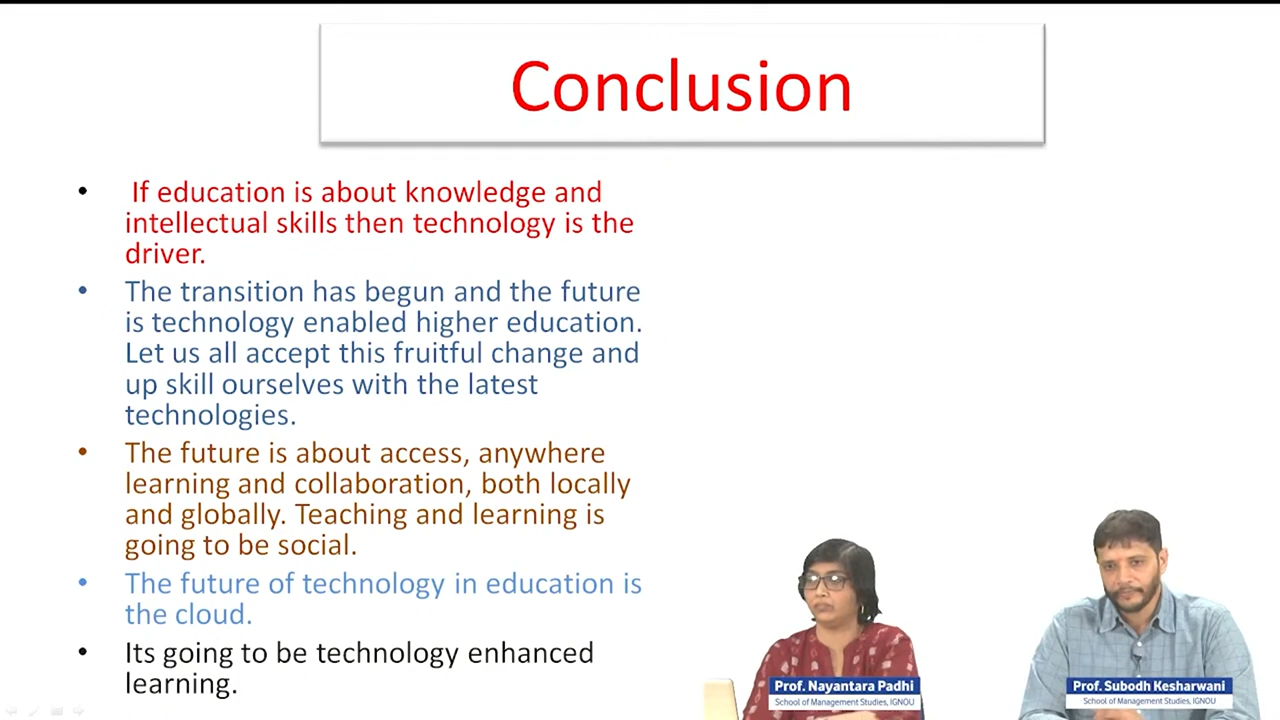 Conclusion
• If education is about knowledge and
intellectual skills then technology is the
driver.
• The transition has begun and the future
is technology enabled higher education.
Let us all accept this fruitful change and
up skill ourselves with the latest
technologies.
• The future is about access, anywhere
learning and collaboration, both locally
and globally. Teaching and learning is
going to be social.
• The future of technology in education is
the cloud.
• Its going to be technology enhanced
learning.
Prof. Nayantara Padhi
School of Management Studies, IGNOU
Prof. Subodh Kesharwani
School of Management Studies, IGNOU